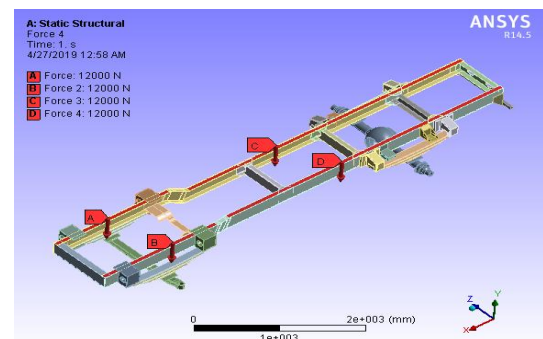 A: Static Structural
Force 4
Time: 1. s
4/27/2019 12:58 AM
A Force: 12000 N
B Force 2: 12000 N
C Force 3: 12000 N
D Force 4: 12000 N
ANSYS
R14.5
C
D
A
B
0 2e+003 (mm)
1e+003
Z Y
X